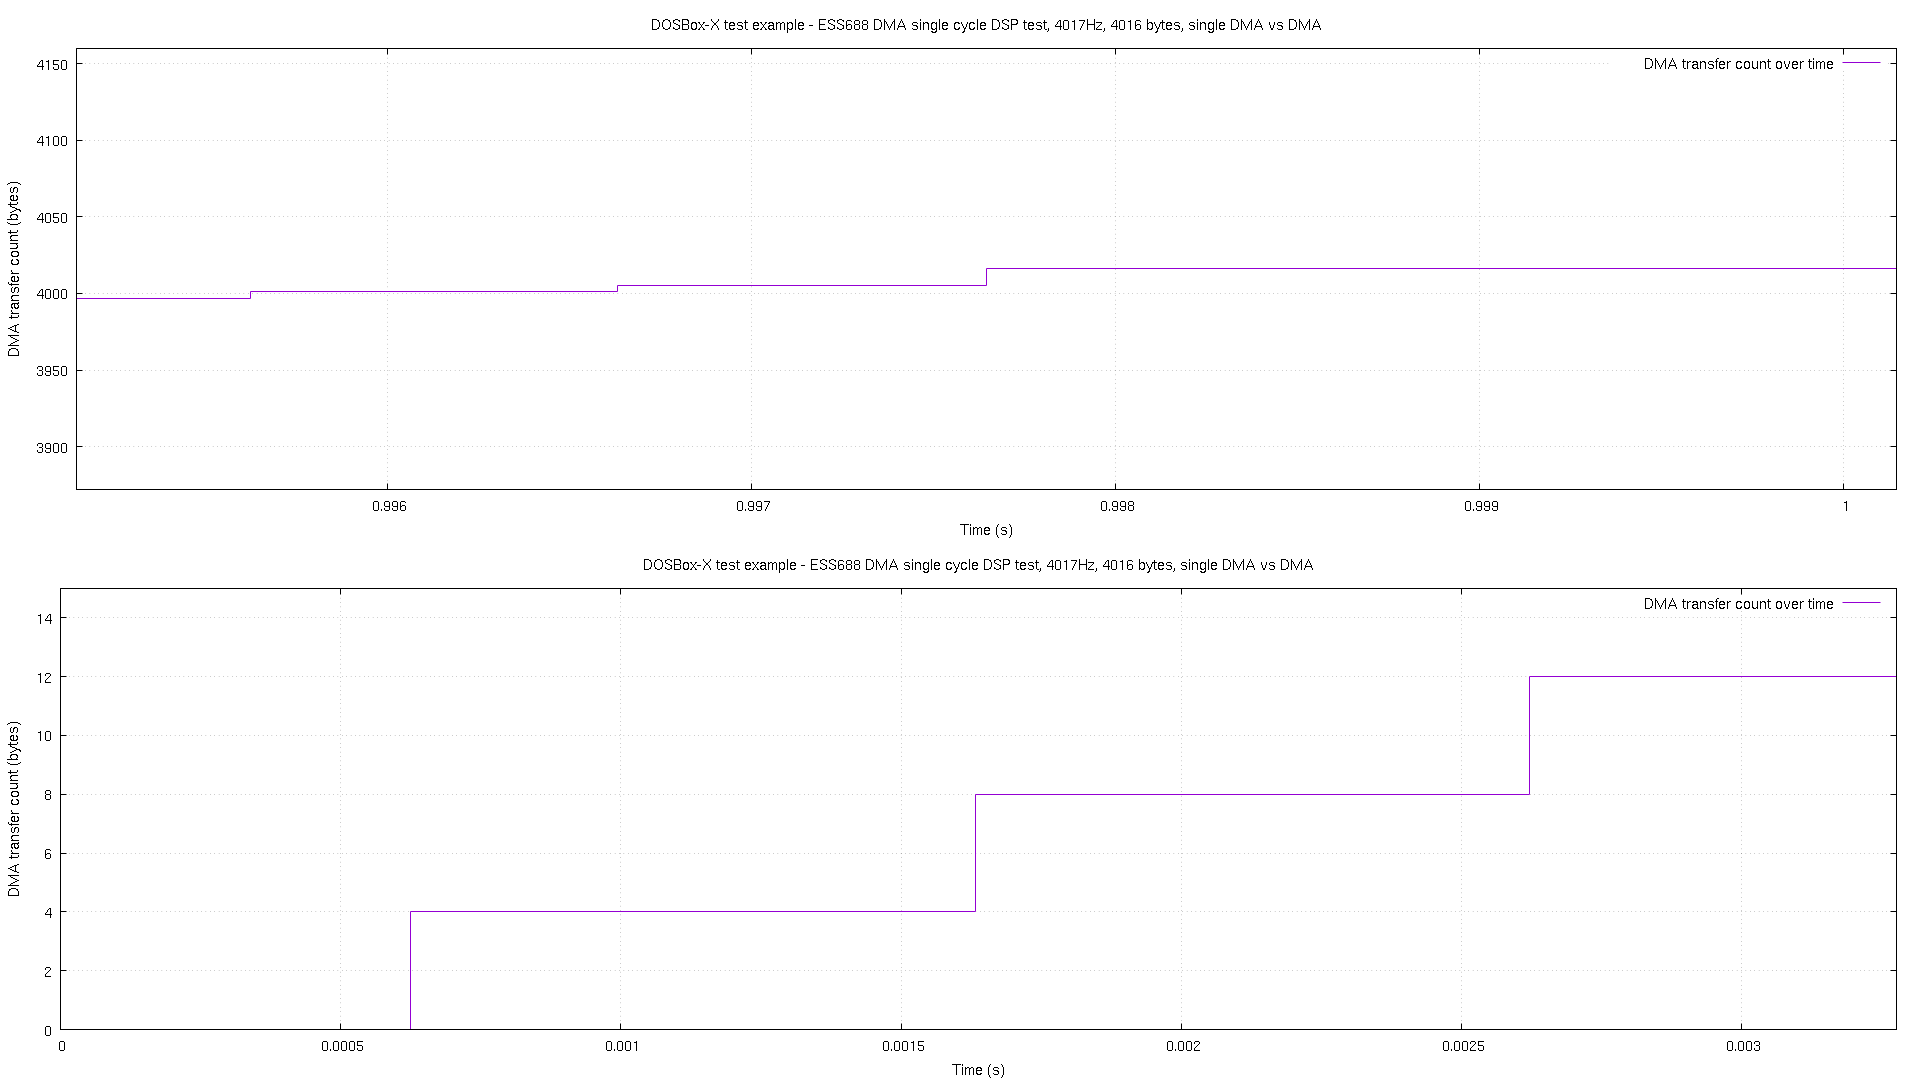 DOSBox-X test example - ESS688 DMA single cycle DSP test, 4017Hz, 4016 bytes, single DMA vs DMA
DMA transfer count over time
DMA transfer count (bytes)
4150
4100
4050
4000
3950
3900
0.996 0.997 0.998 0.999 1
Time (s)
DOSBox-X test example - ESS688 DMA single cycle DSP test, 4017Hz, 4016 bytes, single DMA vs DMA
DMA transfer count over time
DMA transfer count (bytes)
14
12
10
8
6
4
2
0
0 0.0005 0.001 0.0015 0.002 0.0025 0.003
Time (s)